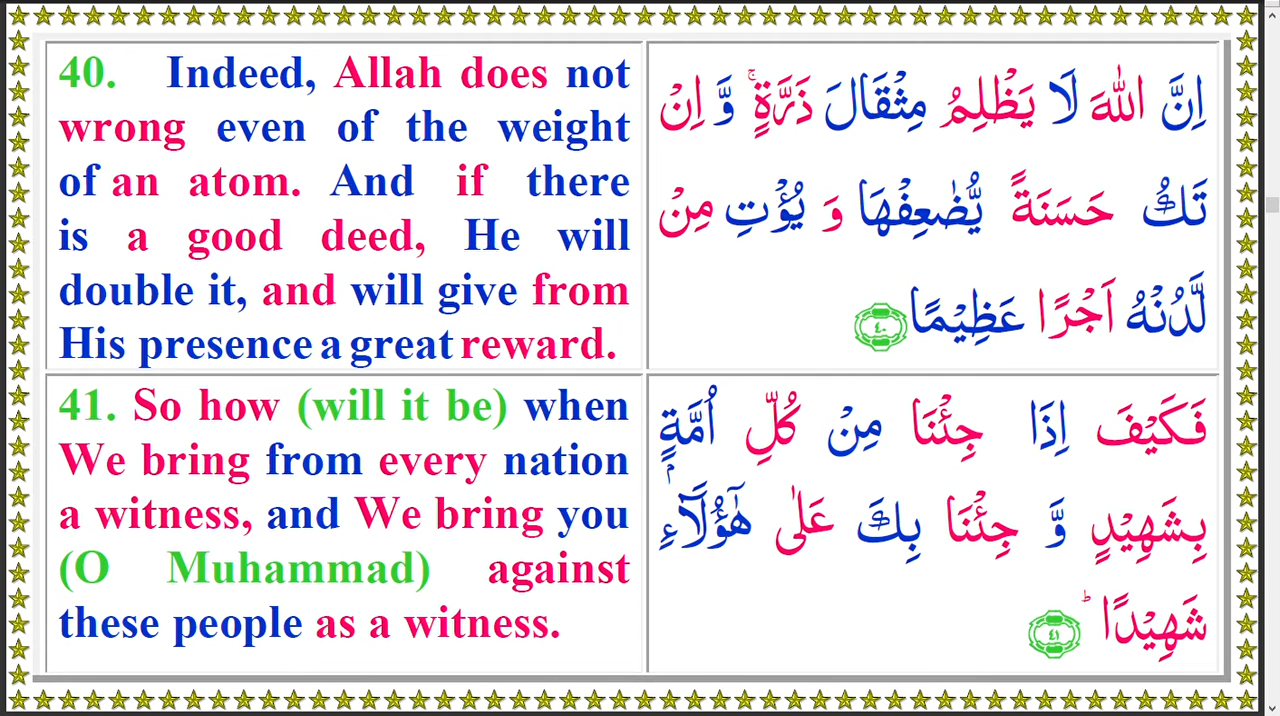 40. Indeed, Allah does not
wrong even of the weight
of an atom. And if there
is a good deed, He will
double it, and will give from
His presence a great reward.
اِنَّ اللّٰهَ لَا يَظْلِمُ مِثْقَالَ ذَرَّةٍ ۚ وَّ اِنْ
تَكُ حَسَنَةً يُّضٰعِفْهَا وَ يُؤْتِ مِنْ
لَّدُنْهُ اَجْرًا عَظِيْمًا ٤٠
41. So how (will it be) when
We bring from every nation
a witness, and We bring you
(O Muhammad) against
these people as a witness.
فَكَيْفَ اِذَا جِئْنَا مِنْ كُلِّ اُمَّةٍۭ
بِشَهِيْدٍ وَّ جِئْنَا بِكَ عَلٰى هٰٓؤُلَآءِ
شَهِيْدًا ؕ ٤١